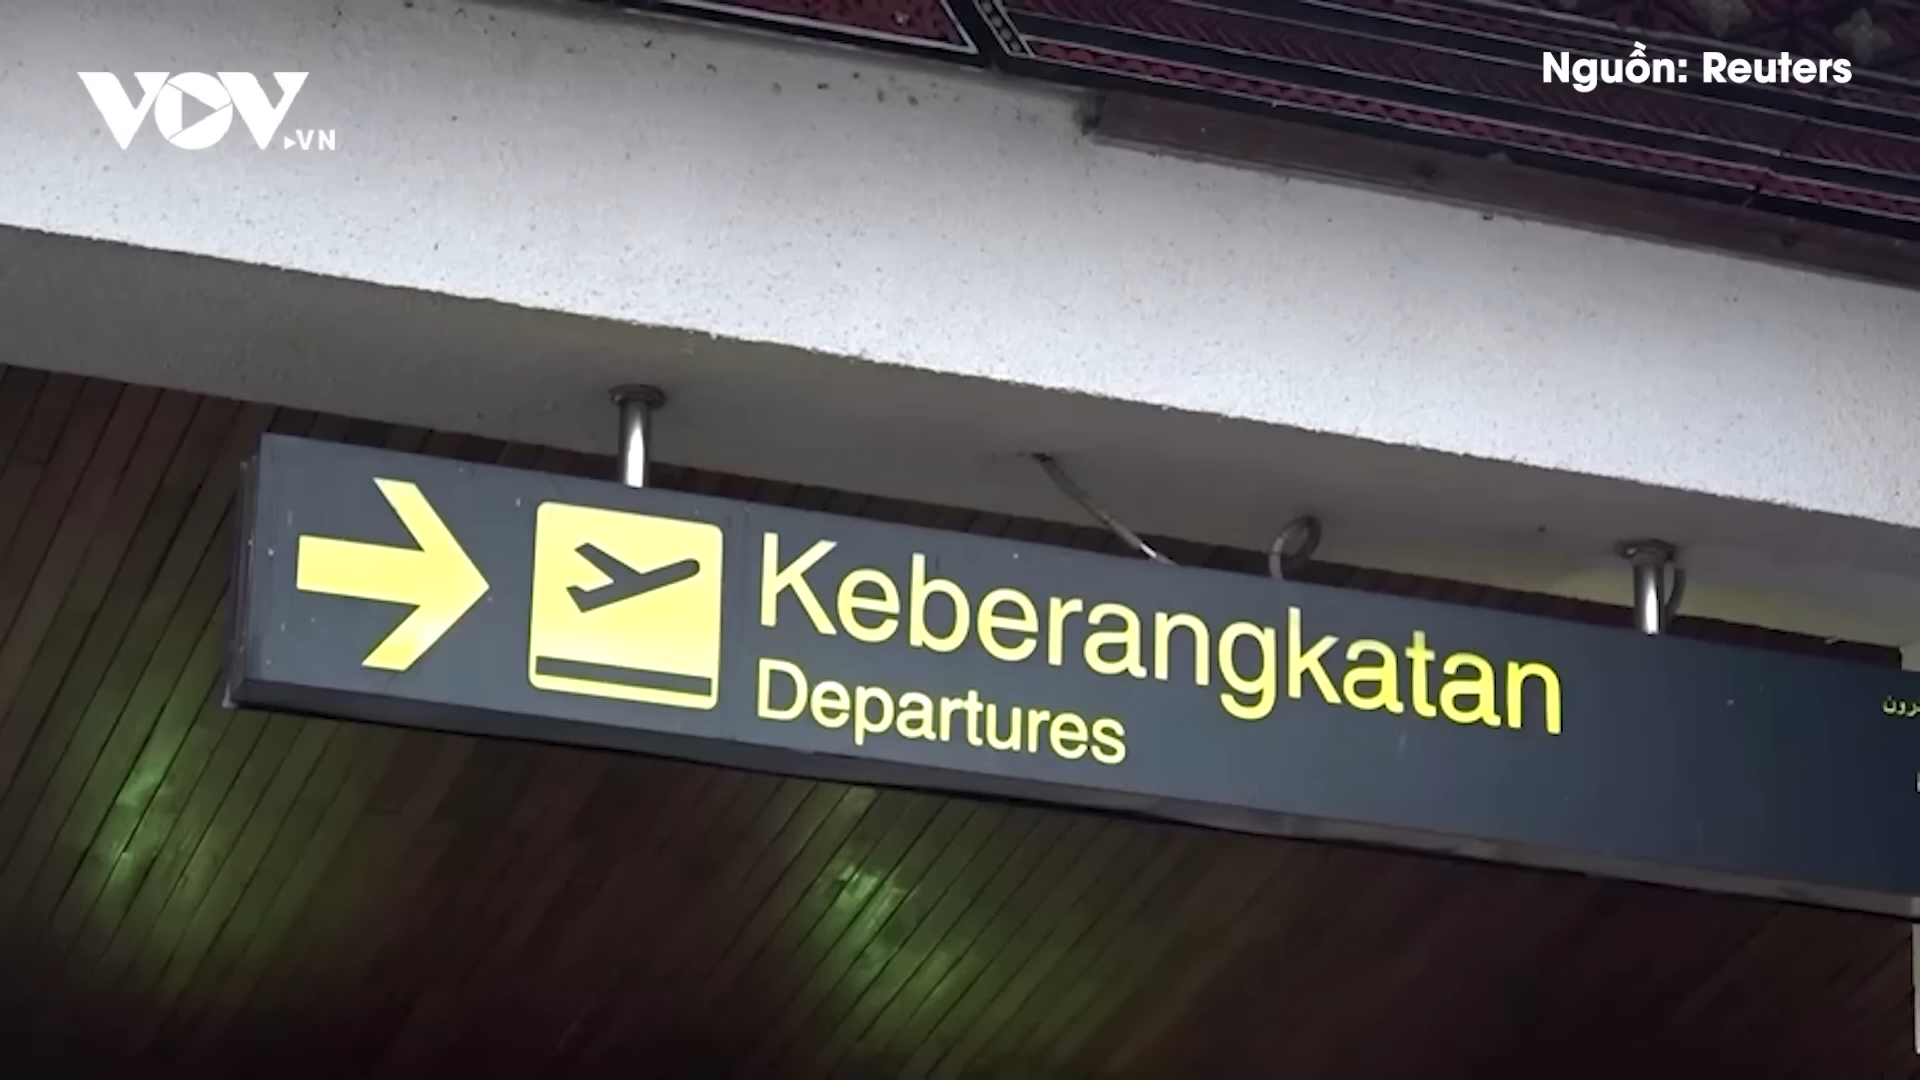 VOV.VN
Nguồn: Reuters
Keberangkatan
Departures